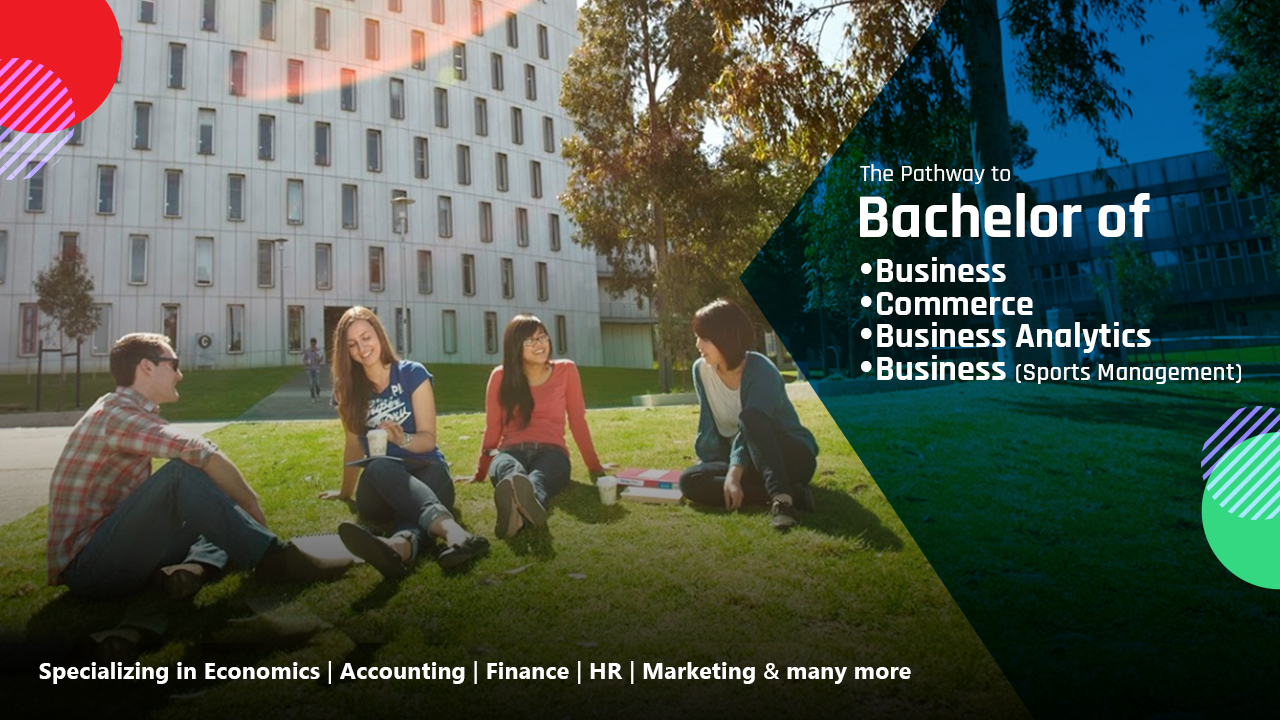 The Pathway to
Bachelor of
•Business
•Commerce
•Business Analytics
•Business (Sports Management)
Specializing in Economics | Accounting | Finance | HR | Marketing & many more